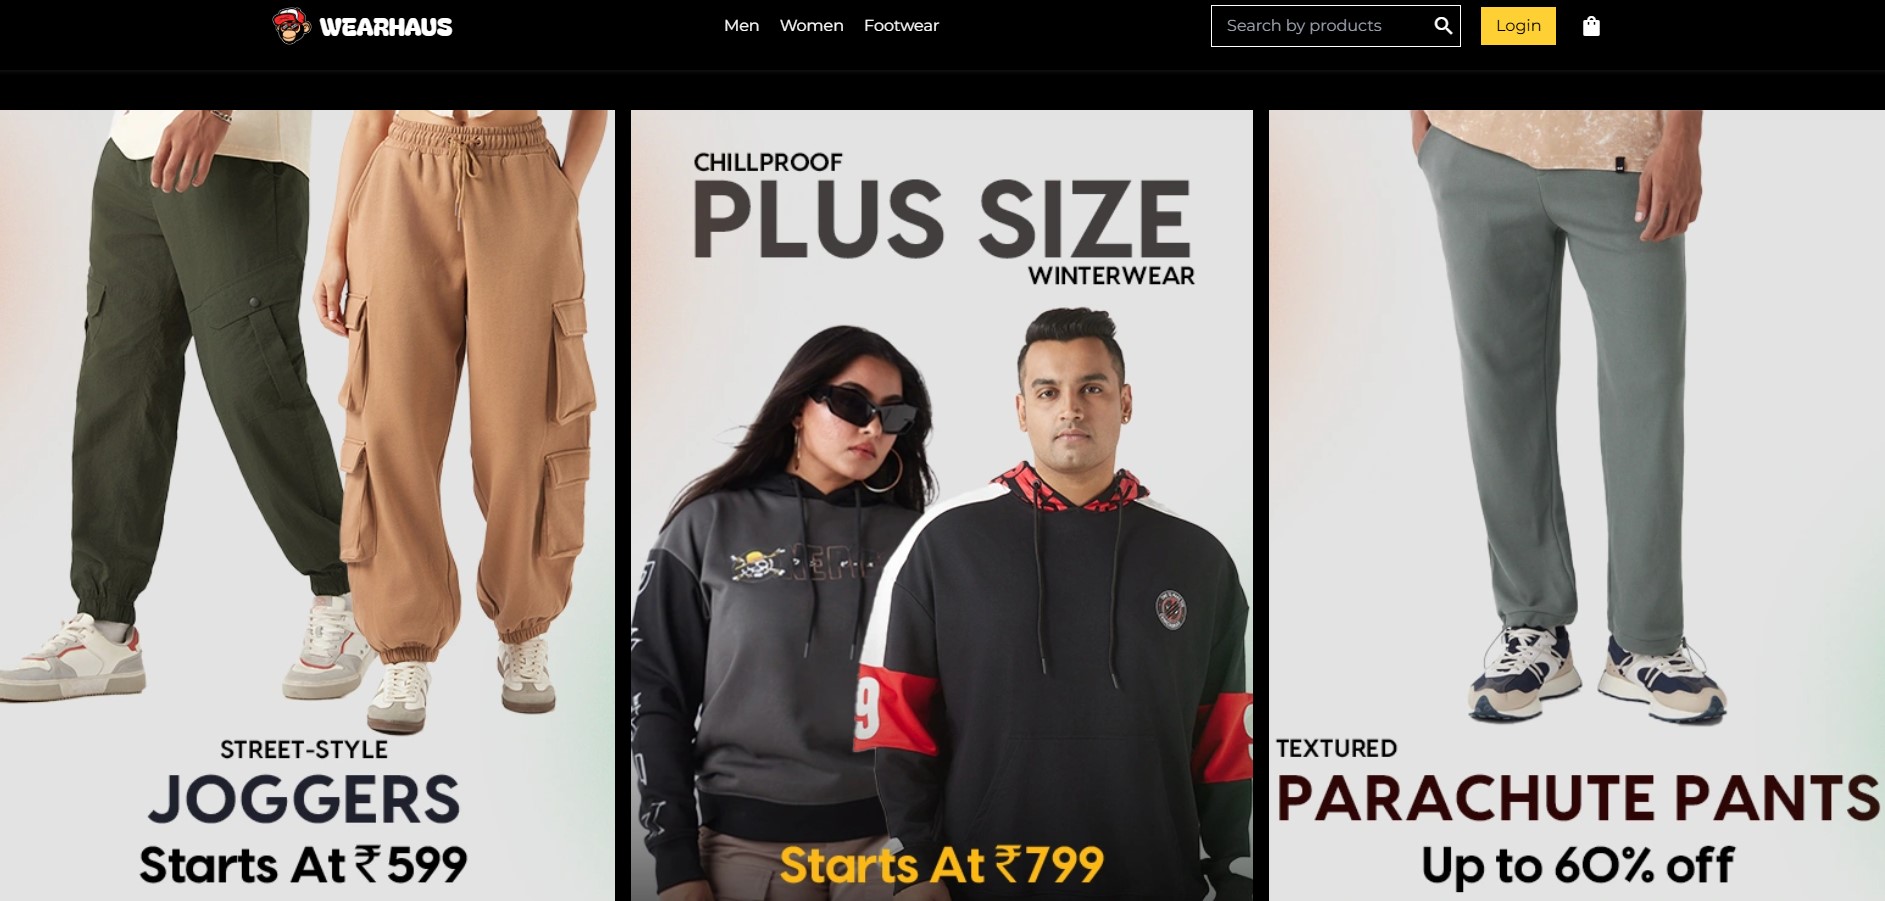 WEARHAUS
Men Women Footwear
Search by products
Login
STREET-STYLE
JOGGERS
Starts At ₹599
CHILLPROOF
PLUS SIZE
WINTERWEAR
9
Starts At ₹799
TEXTURED
PARACHUTE PANTS
Up to 60% off